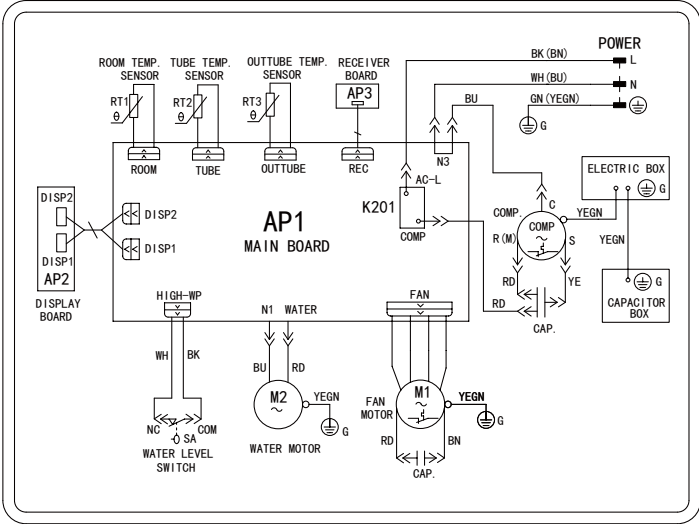 POWER
BK(BN)
L
ROOM TEMP.
SENSOR
TUBE TEMP.
SENSOR
OUTTUBE TEMP.
SENSOR
RECEIVER
BOARD
WH(BU)
N
RT1
θ
RT2
θ
RT3
θ
AP3
BU
GN(YEGN)
G
N3
ROOM
TUBE
OUTTUBE
REC
ELECTRIC BOX
G
AC-L
K201
COMP
DISP2
DISP1
AP2
DISPLAY
BOARD
DISP2
DISP1
AP1
MAIN BOARD
C
COMP.
COMP
~
YEGN
R(M)
S
YEGN
RD
YE
RD
CAP.
G
CAPACITOR
BOX
HIGH-WP
N1
WATER
FAN
WH
BK
BU
RD
NC
COM
SA
WATER LEVEL
SWITCH
M2
~
YEGN
G
WATER MOTOR
FAN
MOTOR
M1
~
YEGN
G
RD
BN
CAP.